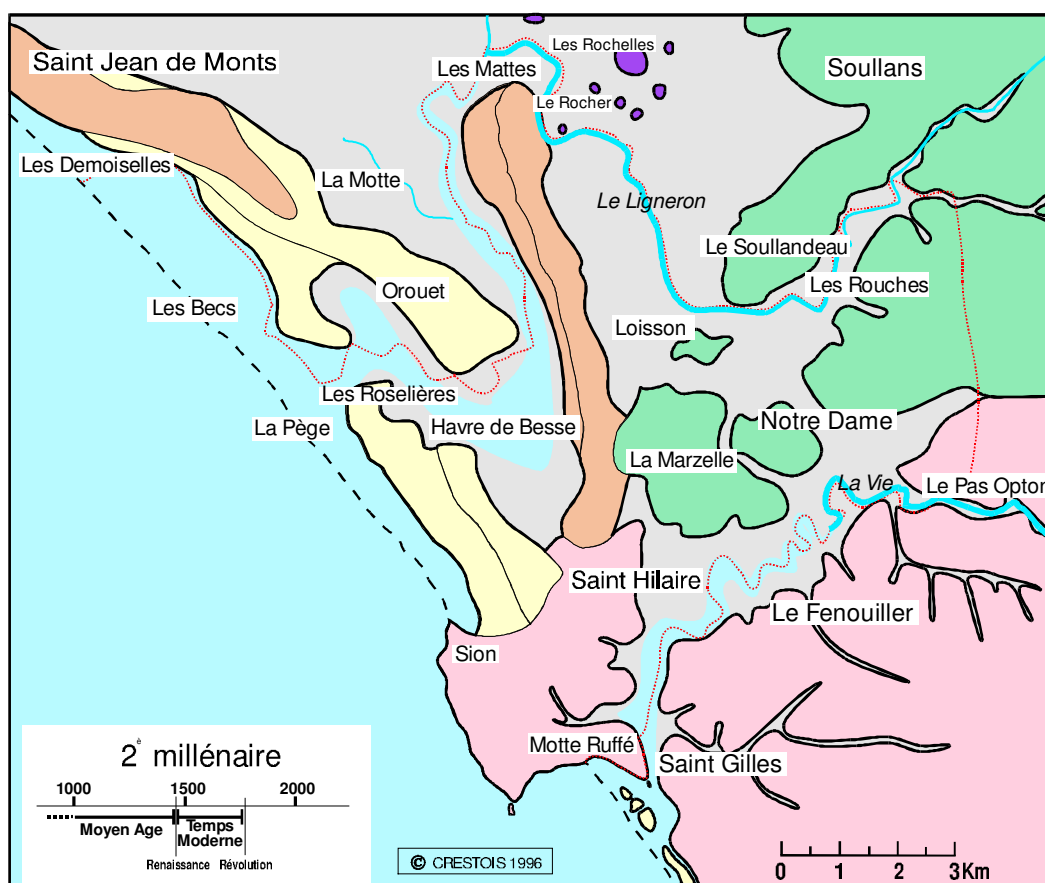 Les Rochelles
Saint Jean de Monts
Les Mattes
Soullans
Le Rocher
Les Demoiselles
La Motte
Le Ligneron
Le Soullandeau
Les Rouches
Orouet
Les Becs
Loisson
Les Roselières
La Pège
Havre de Besse
Notre Dame
La Marzelle
La Vie
Le Pas Opton
Saint Hilaire
Le Fenouiller
Sion
Motte Ruffé
Saint Gilles
2è millénaire
1000 1500 2000
Moyen Age
Temps
Moderne
Renaissance Révolution
© CRESTOIS 1996
0 1 2 3Km